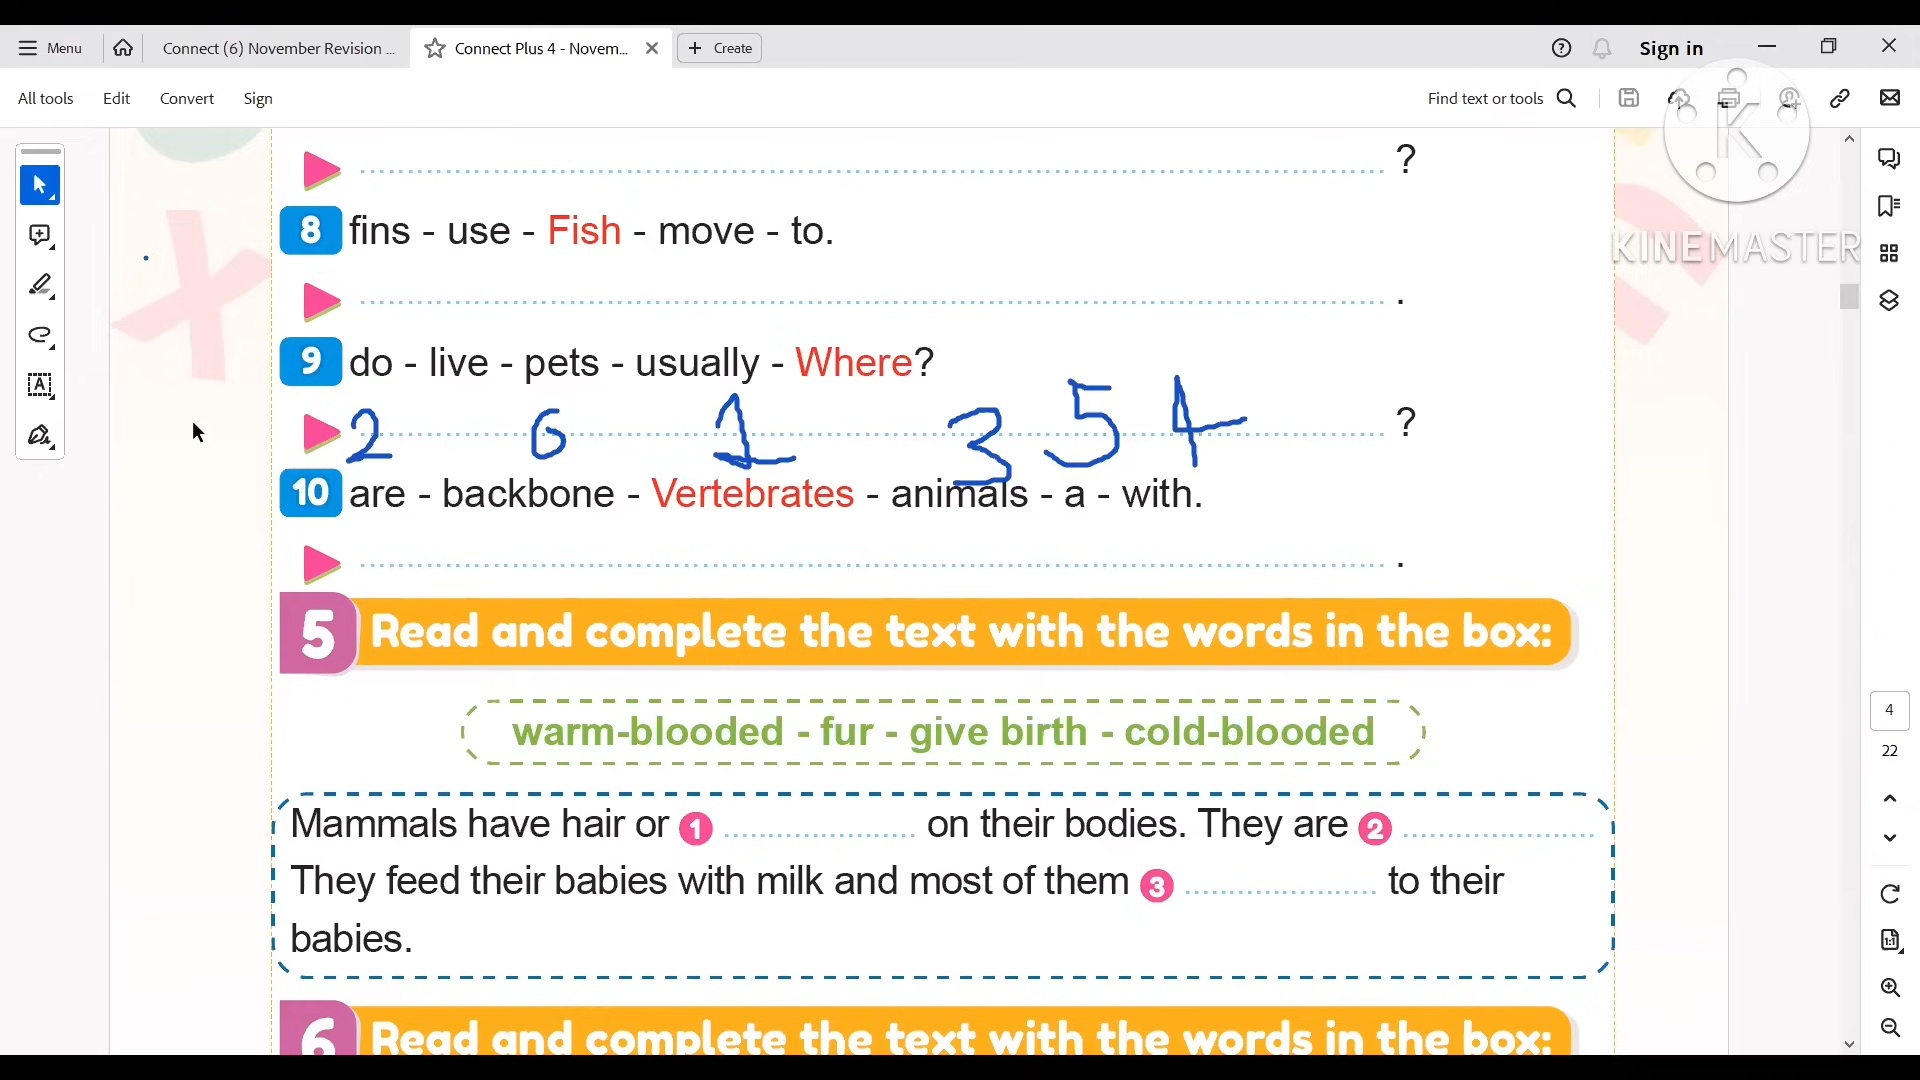 Menu
Connect (6) November Revision ...
Connect Plus 4 - Novem...
Create
Sign in
All tools
Edit
Convert
Sign
Find text or tools
K
KINEMASTER
................................ ?
8 fins - use - Fish - move - to.
................................ .
9 do - live - pets - usually - Where?
2 6 1 3 5 4 ?
10 are - backbone - Vertebrates - animals - a - with.
................................ .
5 Read and complete the text with the words in the box:
warm-blooded - fur - give birth - cold-blooded
Mammals have hair or 1 ................ on their bodies. They are 2 ................
They feed their babies with milk and most of them 3 ................ to their
babies.
6 Read and complete the text with the words in the box:
4
22